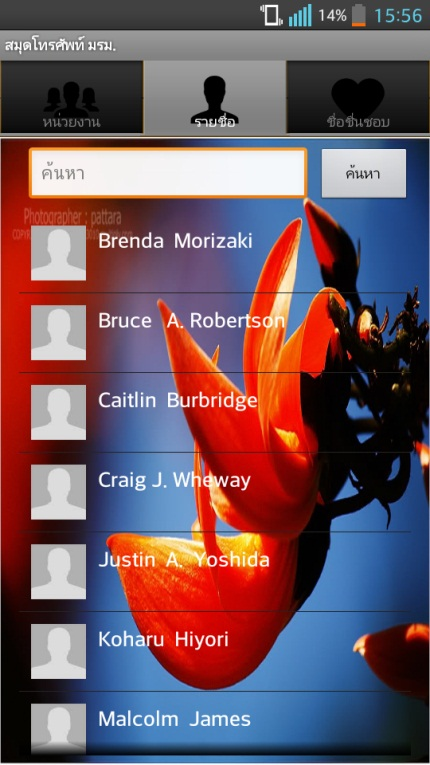 14% 15:56
สมุดโทรศัพท์ มรม.
หน่วยงาน รายชื่อ ชื่อชื่นชอบ
ค้นหา ค้นหา
Photographer : pattara
Brenda Morizaki
Bruce A. Robertson
Caitlin Burbridge
Craig J. Wheway
Justin A. Yoshida
Koharu Hiyori
Malcolm James